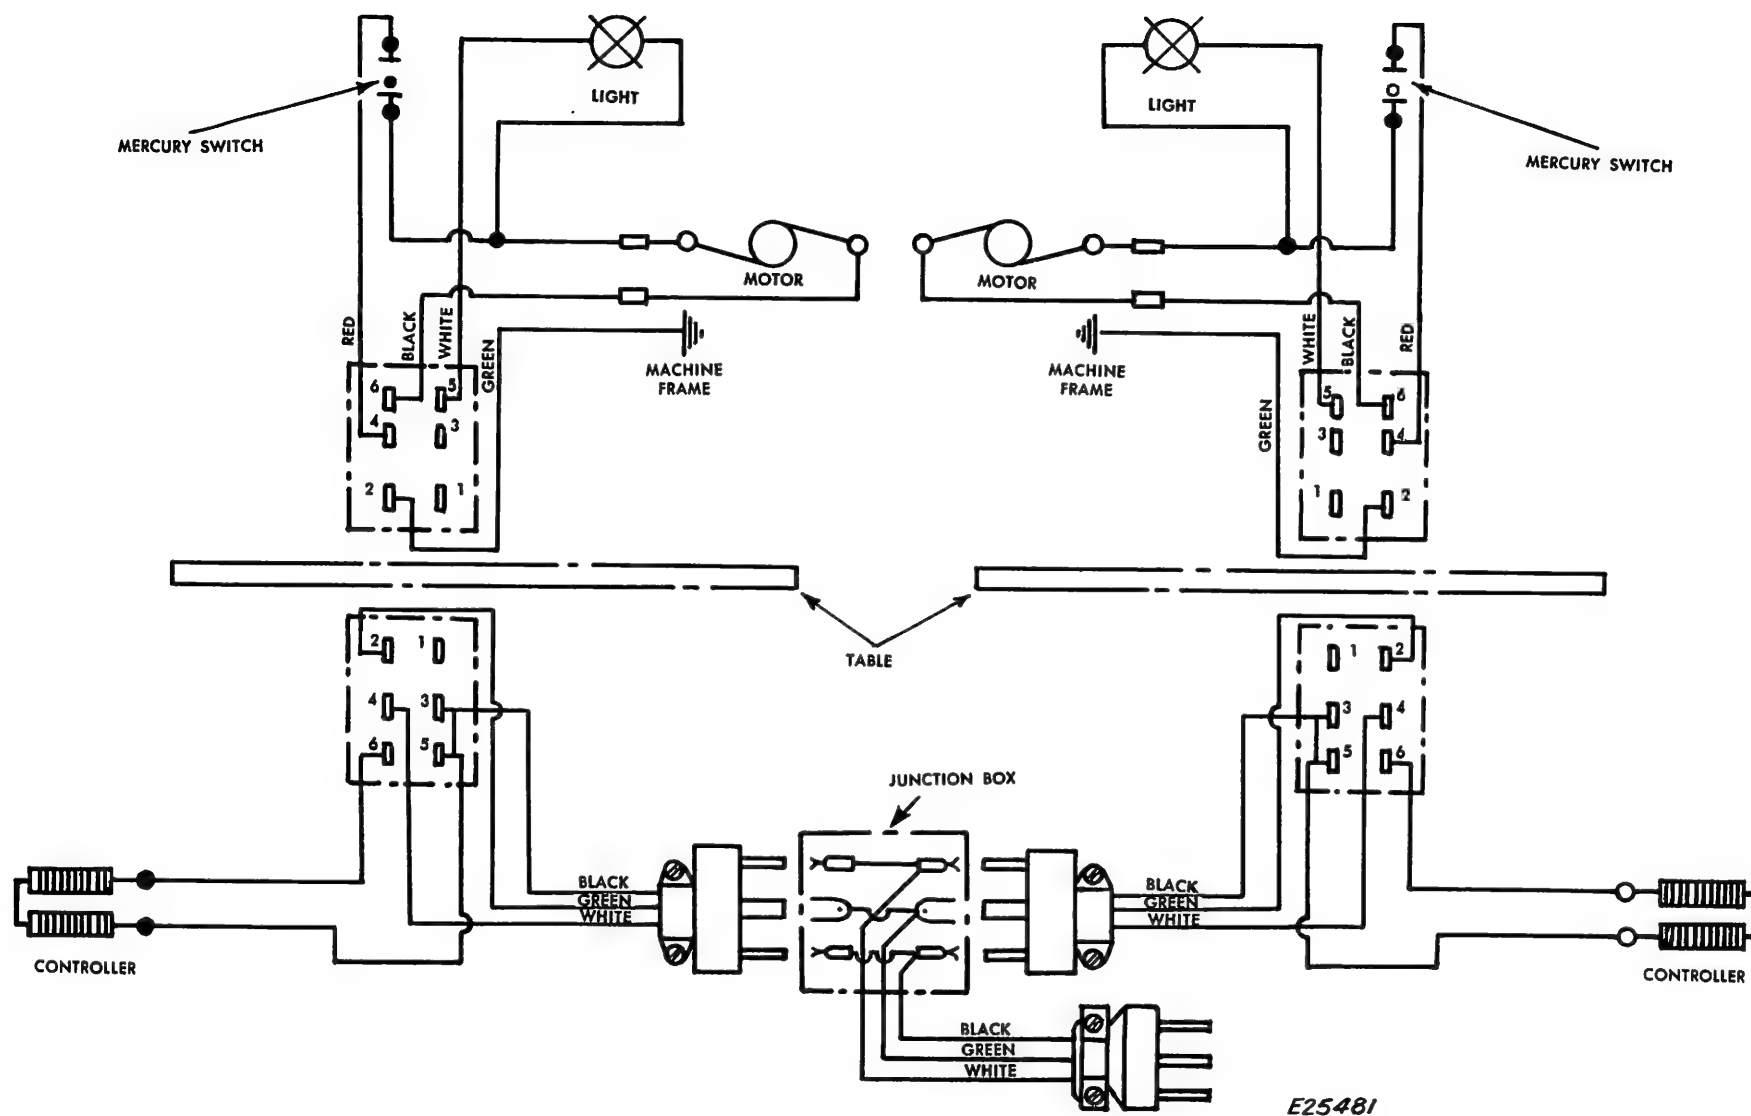 LIGHT
LIGHT
MERCURY SWITCH
MERCURY SWITCH
MOTOR
MOTOR
RED
BLACK
WHITE
GREEN
MACHINE
FRAME
MACHINE
FRAME
GREEN
WHITE
BLACK
RED
6 5
4 3
2 1
5 6
3 4
1 2
TABLE
2 1
4 3
6 5
1 2
3 4
5 6
JUNCTION BOX
BLACK
GREEN
WHITE
BLACK
GREEN
WHITE
CONTROLLER
CONTROLLER
BLACK
GREEN
WHITE
E25481